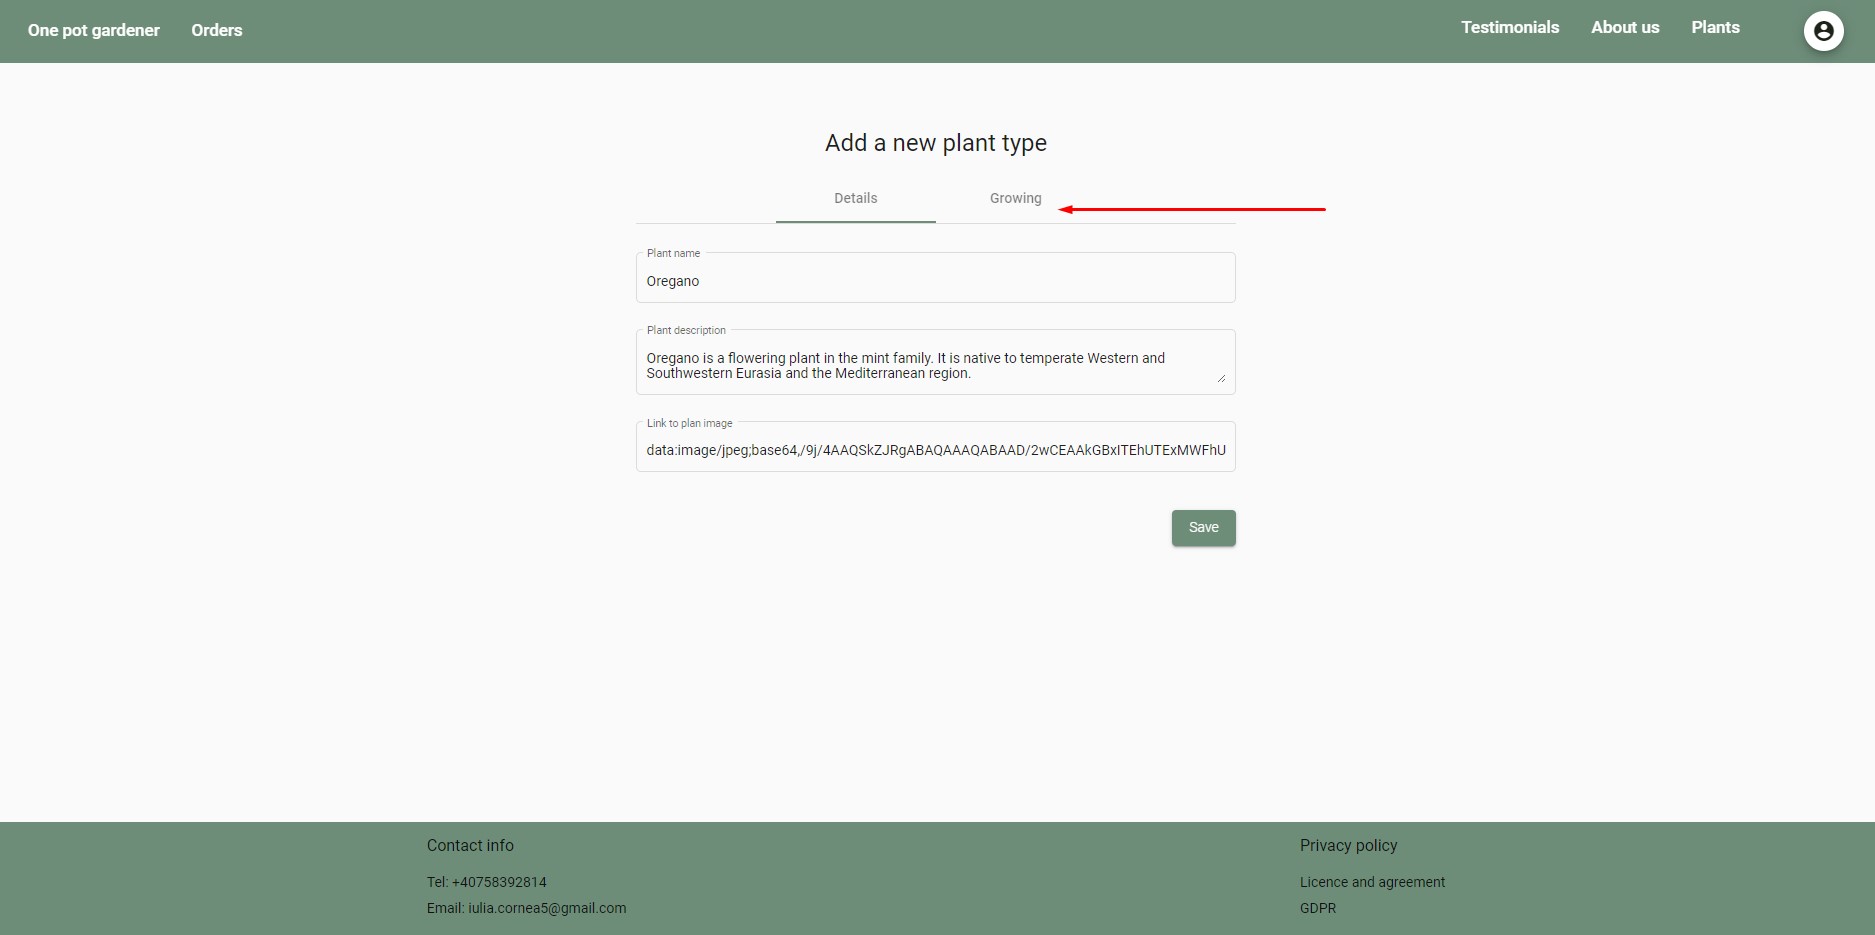 One pot gardener
Orders
Testimonials
About us
Plants
Add a new plant type
Details
Growing
Plant name
Oregano
Plant description
Oregano is a flowering plant in the mint family. It is native to temperate Western and
Southwestern Eurasia and the Mediterranean region.
Link to plan image
data:image/jpeg;base64,/9j/4AAQSkZJRgABAQAAAQABAAD/2wCEAAkGBxITEhUTExMWFhU
Save
Contact info
Tel: +40758392814
Email: iulia.cornea5@gmail.com
Privacy policy
Licence and agreement
GDPR